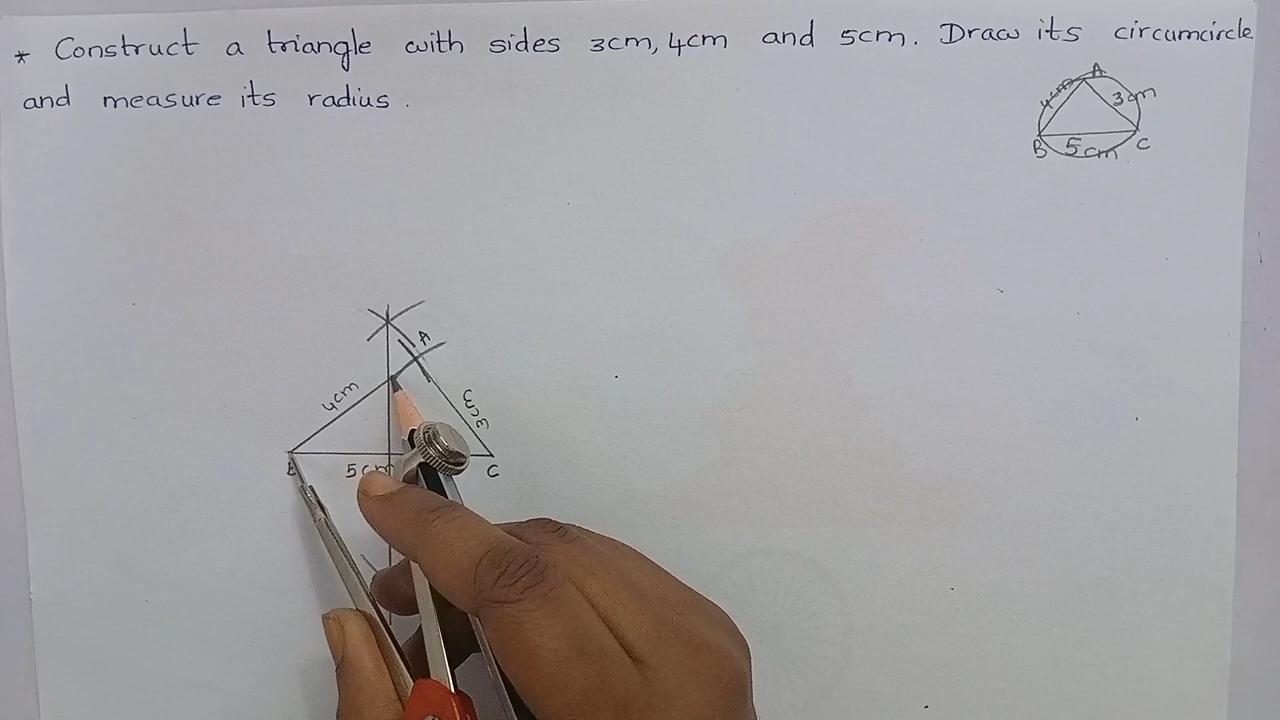 * Construct a triangle with sides 3cm, 4cm and 5cm. Draw its circumcircle
and measure its radius.
A
4cm 3cm
B 5cm C
A
4cm 3cm
B 5cm C